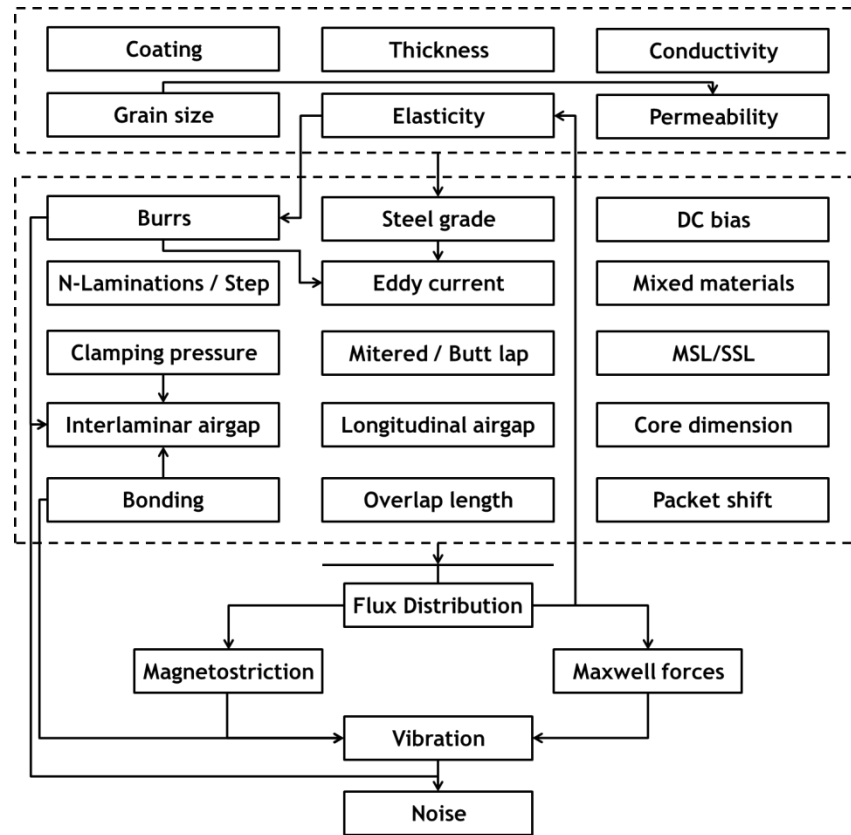 Coating
Thickness
Conductivity
Grain size
Elasticity
Permeability
Burrs
Steel grade
DC bias
N-Laminations / Step
Eddy current
Mixed materials
Clamping pressure
Mitered / Butt lap
MSL/SSL
Interlaminar airgap
Longitudinal airgap
Core dimension
Bonding
Overlap length
Packet shift
Flux Distribution
Magnetostriction
Maxwell forces
Vibration
Noise